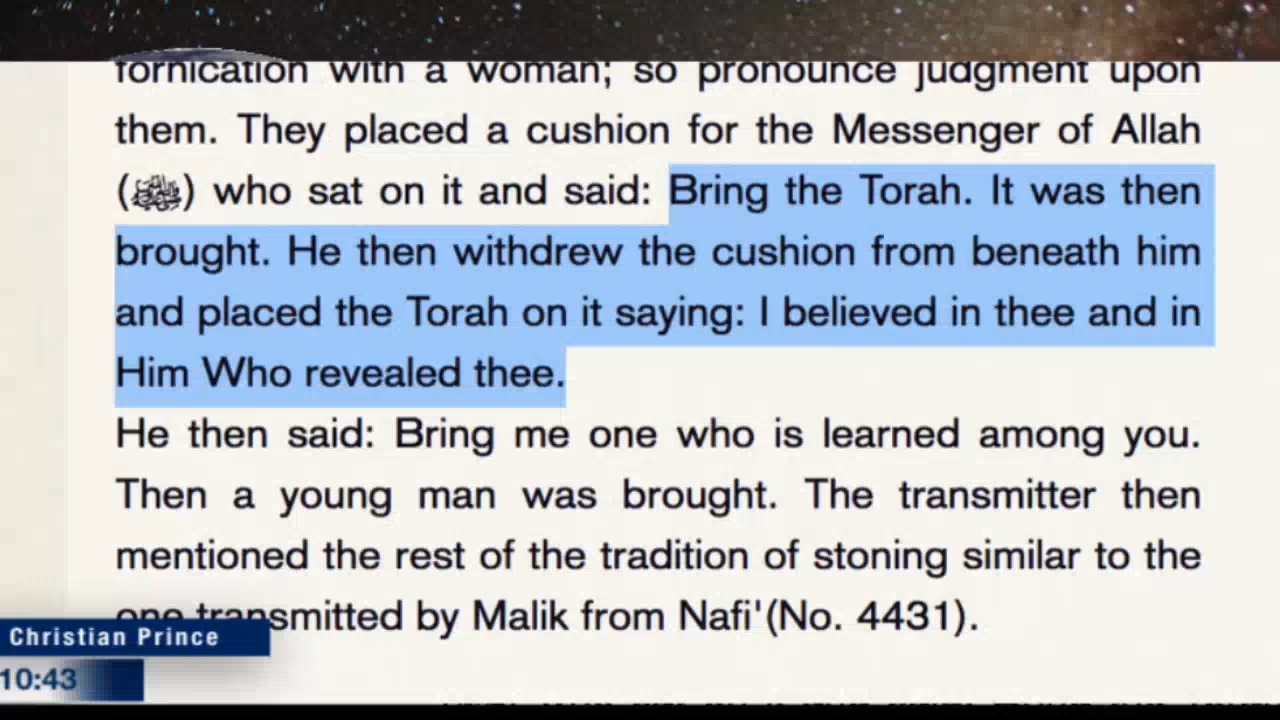 fornication with a woman; so pronounce judgment upon
them. They placed a cushion for the Messenger of Allah
(ﷺ) who sat on it and said: Bring the Torah. It was then
brought. He then withdrew the cushion from beneath him
and placed the Torah on it saying: I believed in thee and in
Him Who revealed thee.
He then said: Bring me one who is learned among you.
Then a young man was brought. The transmitter then
mentioned the rest of the tradition of stoning similar to the
one transmitted by Malik from Nafi'(No. 4431).
Christian Prince
10:43